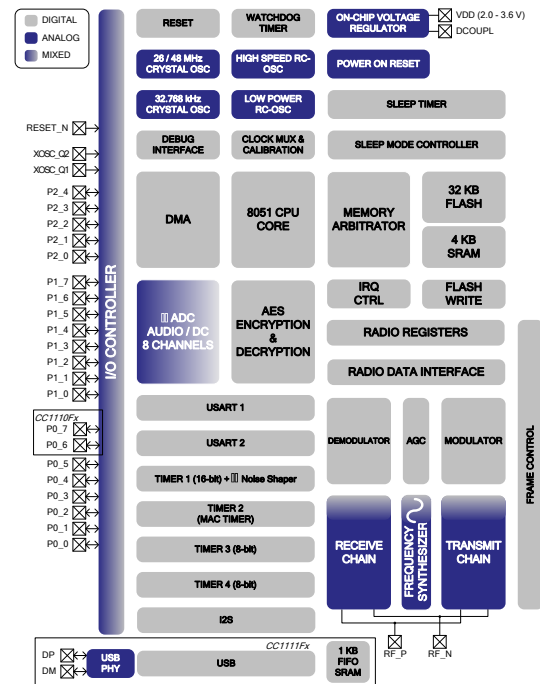 DIGITAL
ANALOG
MIXED
RESET
WATCHDOG
TIMER
ON-CHIP VOLTAGE
REGULATOR
VDD (2.0 - 3.6 V)
DCOUPL
26 / 48 MHz
CRYSTAL OSC
HIGH SPEED RC-
OSC
POWER ON RESET
32.768 kHz
CRYSTAL OSC
LOW POWER
RC-OSC
SLEEP TIMER
RESET_N
XOSC_Q2
XOSC_Q1
DEBUG
INTERFACE
CLOCK MUX &
CALIBRATION
SLEEP MODE CONTROLLER
P2_4
P2_3
P2_2
P2_1
P2_0
DMA
8051 CPU
CORE
MEMORY
ARBITRATOR
32 KB
FLASH
4 KB
SRAM
I/O CONTROLLER
P1_7
P1_6
P1_5
P1_4
P1_3
P1_2
P1_1
P1_0
ADC
AUDIO / DC
8 CHANNELS
AES
ENCRYPTION
&
DECRYPTION
IRQ
CTRL
FLASH
WRITE
RADIO REGISTERS
RADIO DATA INTERFACE
CC1110Fx
P0_7
P0_6
P0_5
P0_4
P0_3
P0_2
P0_1
P0_0
USART 1
USART 2
TIMER 1 (16-bit) + Noise Shaper
TIMER 2
(MAC TIMER)
TIMER 3 (8-bit)
TIMER 4 (8-bit)
I2S
DEMODULATOR
AGC
MODULATOR
FRAME CONTROL
RECEIVE
CHAIN
FREQUENCY
SYNTHESIZER
TRANSMIT
CHAIN
RF_P
RF_N
CC1111Fx
DP
DM
USB
PHY
USB
1 KB
FIFO
SRAM